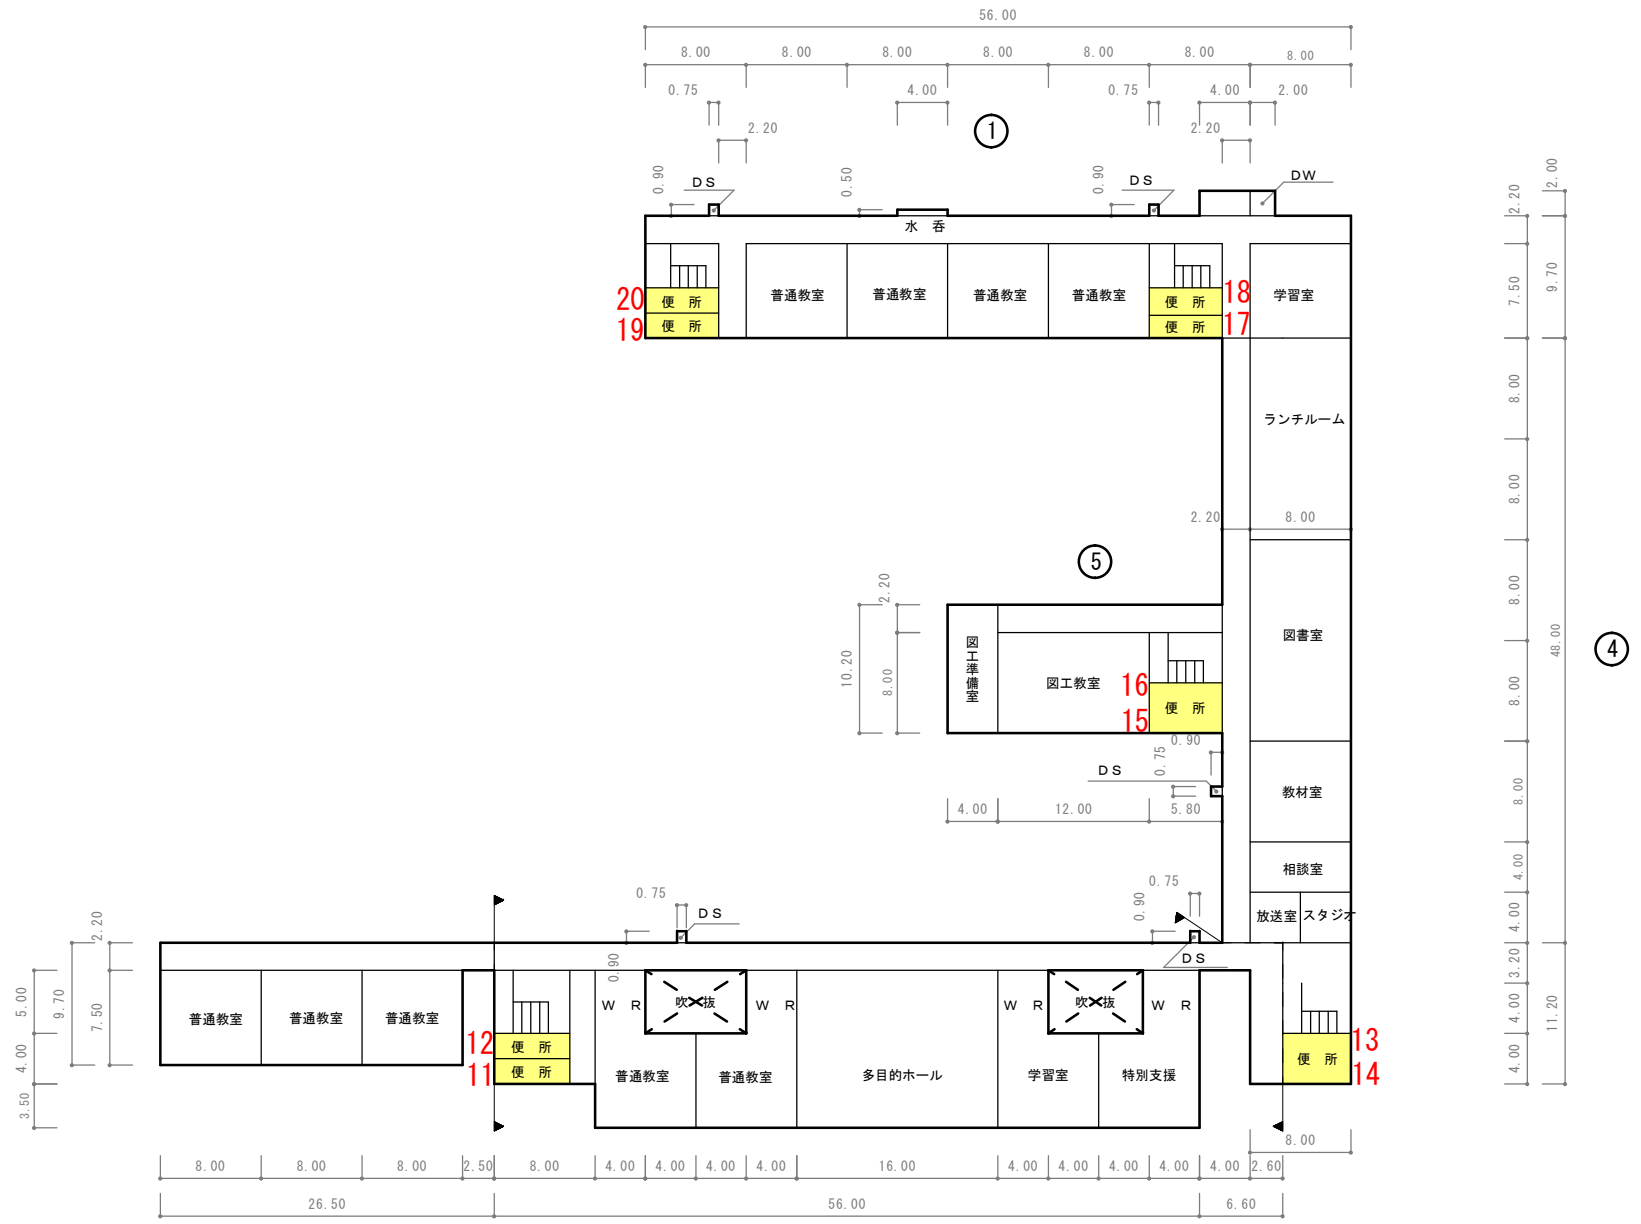 56.00
8.00 8.00 8.00 8.00 8.00 8.00 8.00
0.75 4.00 0.75 4.00 2.00
① 2.20 2.20
0.90 DS 0.50 0.90 DS DW 2.20 2.00
水 呑
普通教室 普通教室 普通教室 普通教室 学習室
20 便 所 18 便 所
19 便 所 17 便 所
7.50 9.70
ランチルーム
8.00
8.00
2.20 8.00
⑤
2.20
10.20 8.00
図工準備室 図工教室 16 便 所
15
図書室
8.00
8.00
48.00
④
0.90
0.75
DS
4.00 12.00 5.80
教材室 8.00
相談室 4.00
放送室 スタジオ 4.00
0.75 DS 0.75
0.90 0.90 DS
2.20
5.00 9.70 7.50
4.00
3.50
普通教室 普通教室 普通教室
W R 吹 抜 W R W R 吹 抜 W R
12 便 所
11 便 所
普通教室 普通教室 多目的ホール 学習室 特別支援
便 所 13
14
3.20
4.00 11.20
4.00
8.00
8.00 8.00 8.00 2.50 8.00 4.00 4.00 4.00 4.00 16.00 4.00 4.00 4.00 4.00 4.00 2.60
26.50 56.00 6.60